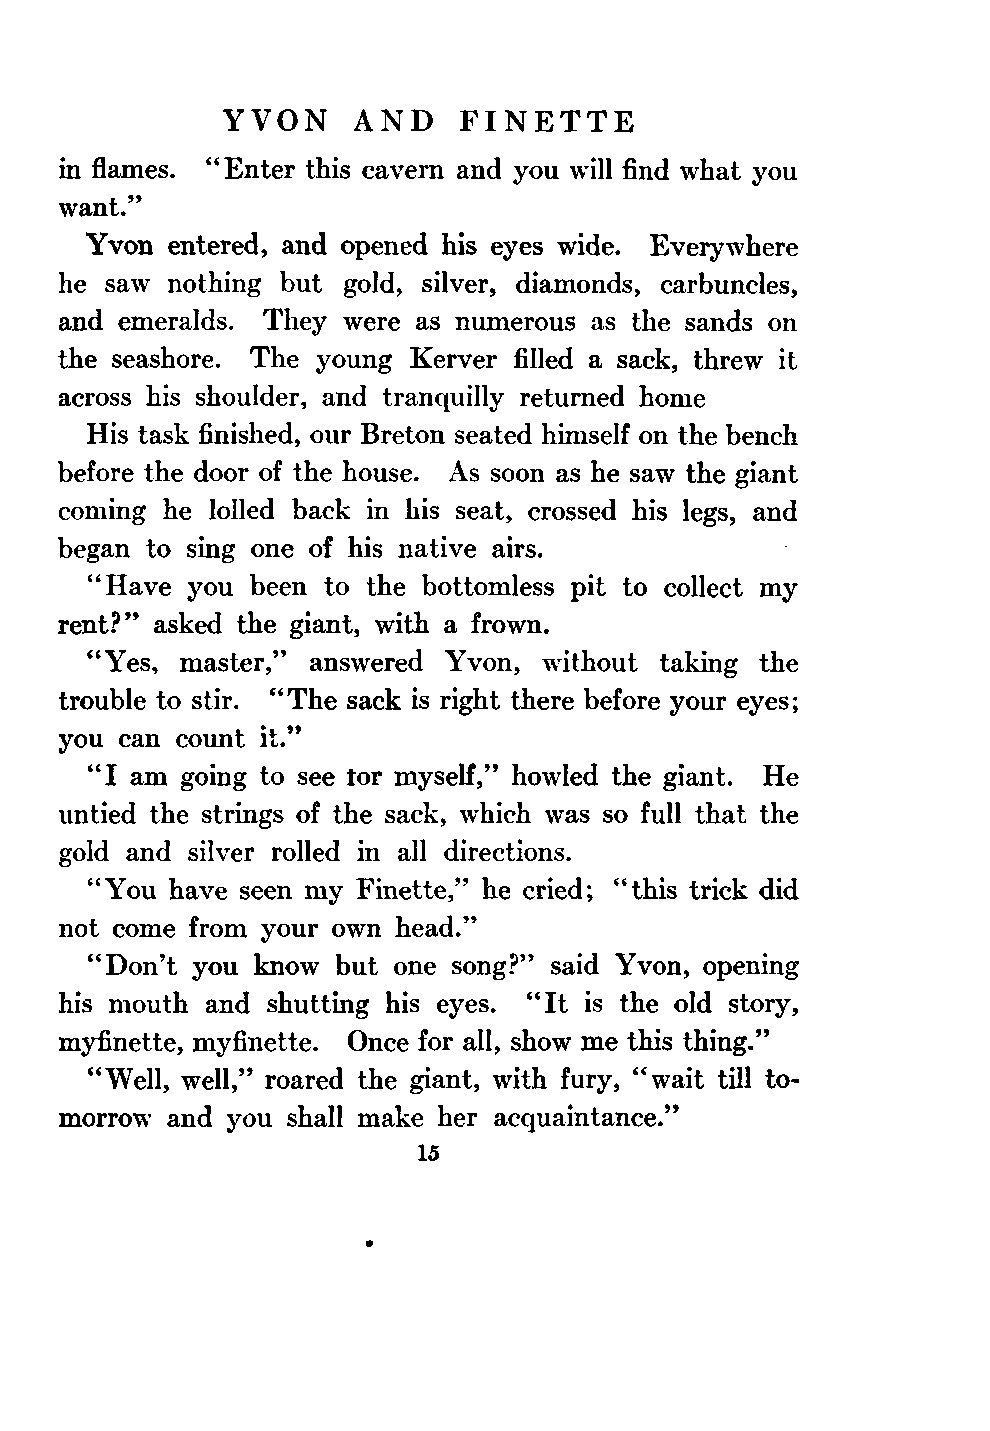 YVON AND FINETTE
in flames. “Enter this cavern and you will find what you
want.”
Yvon entered, and opened his eyes wide. Everywhere
he saw nothing but gold, silver, diamonds, carbuncles,
and emeralds. They were as numerous as the sands on
the seashore. The young Kerver filled a sack, threw it
across his shoulder, and tranquilly returned home
His task finished, our Breton seated himself on the bench
before the door of the house. As soon as he saw the giant
coming he lolled back in his seat, crossed his legs, and
began to sing one of his native airs.
“Have you been to the bottomless pit to collect my
rent?” asked the giant, with a frown.
“Yes, master,” answered Yvon, without taking the
trouble to stir. “The sack is right there before your eyes;
you can count it.”
“I am going to see for myself,” howled the giant. He
untied the strings of the sack, which was so full that the
gold and silver rolled in all directions.
“You have seen my Finette,” he cried; “this trick did
not come from your own head.”
“Don’t you know but one song?” said Yvon, opening
his mouth and shutting his eyes. “It is the old story,
myfinette, myfinette. Once for all, show me this thing.”
“Well, well,” roared the giant, with fury, “wait till to-
morrow and you shall make her acquaintance.”
15